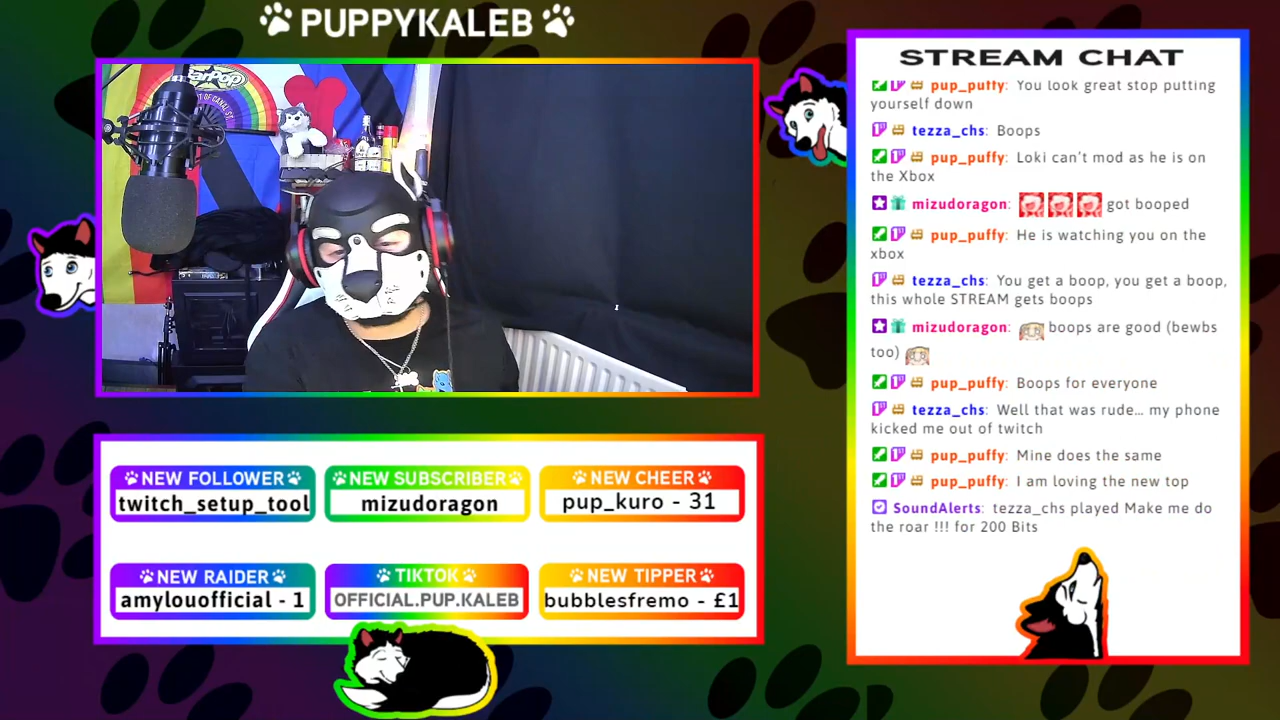 PUPPYKALEB
STREAM CHAT
pup_puffy: You look great stop putting
yourself down
tezza_chs: Boops
pup_puffy: Loki can't mod as he is on
the Xbox
mizudoragon: got booped
pup_puffy: He is watching you on the
xbox
tezza_chs: You get a boop, you get a boop,
this whole STREAM gets boops
mizudoragon: boops are good (bewbs
too)
pup_puffy: Boops for everyone
tezza_chs: Well that was rude... my phone
kicked me out of twitch
pup_puffy: Mine does the same
pup_puffy: I am loving the new top
SoundAlerts: tezza_chs played Make me do
the roar !!! for 200 Bits
NEW FOLLOWER
twitch_setup_tool
NEW SUBSCRIBER
mizudoragon
NEW CHEER
pup_kuro - 31
NEW RAIDER
amylouofficial - 1
TIKTOK
OFFICIAL.PUP.KALEB
NEW TIPPER
bubblesfremo - £1